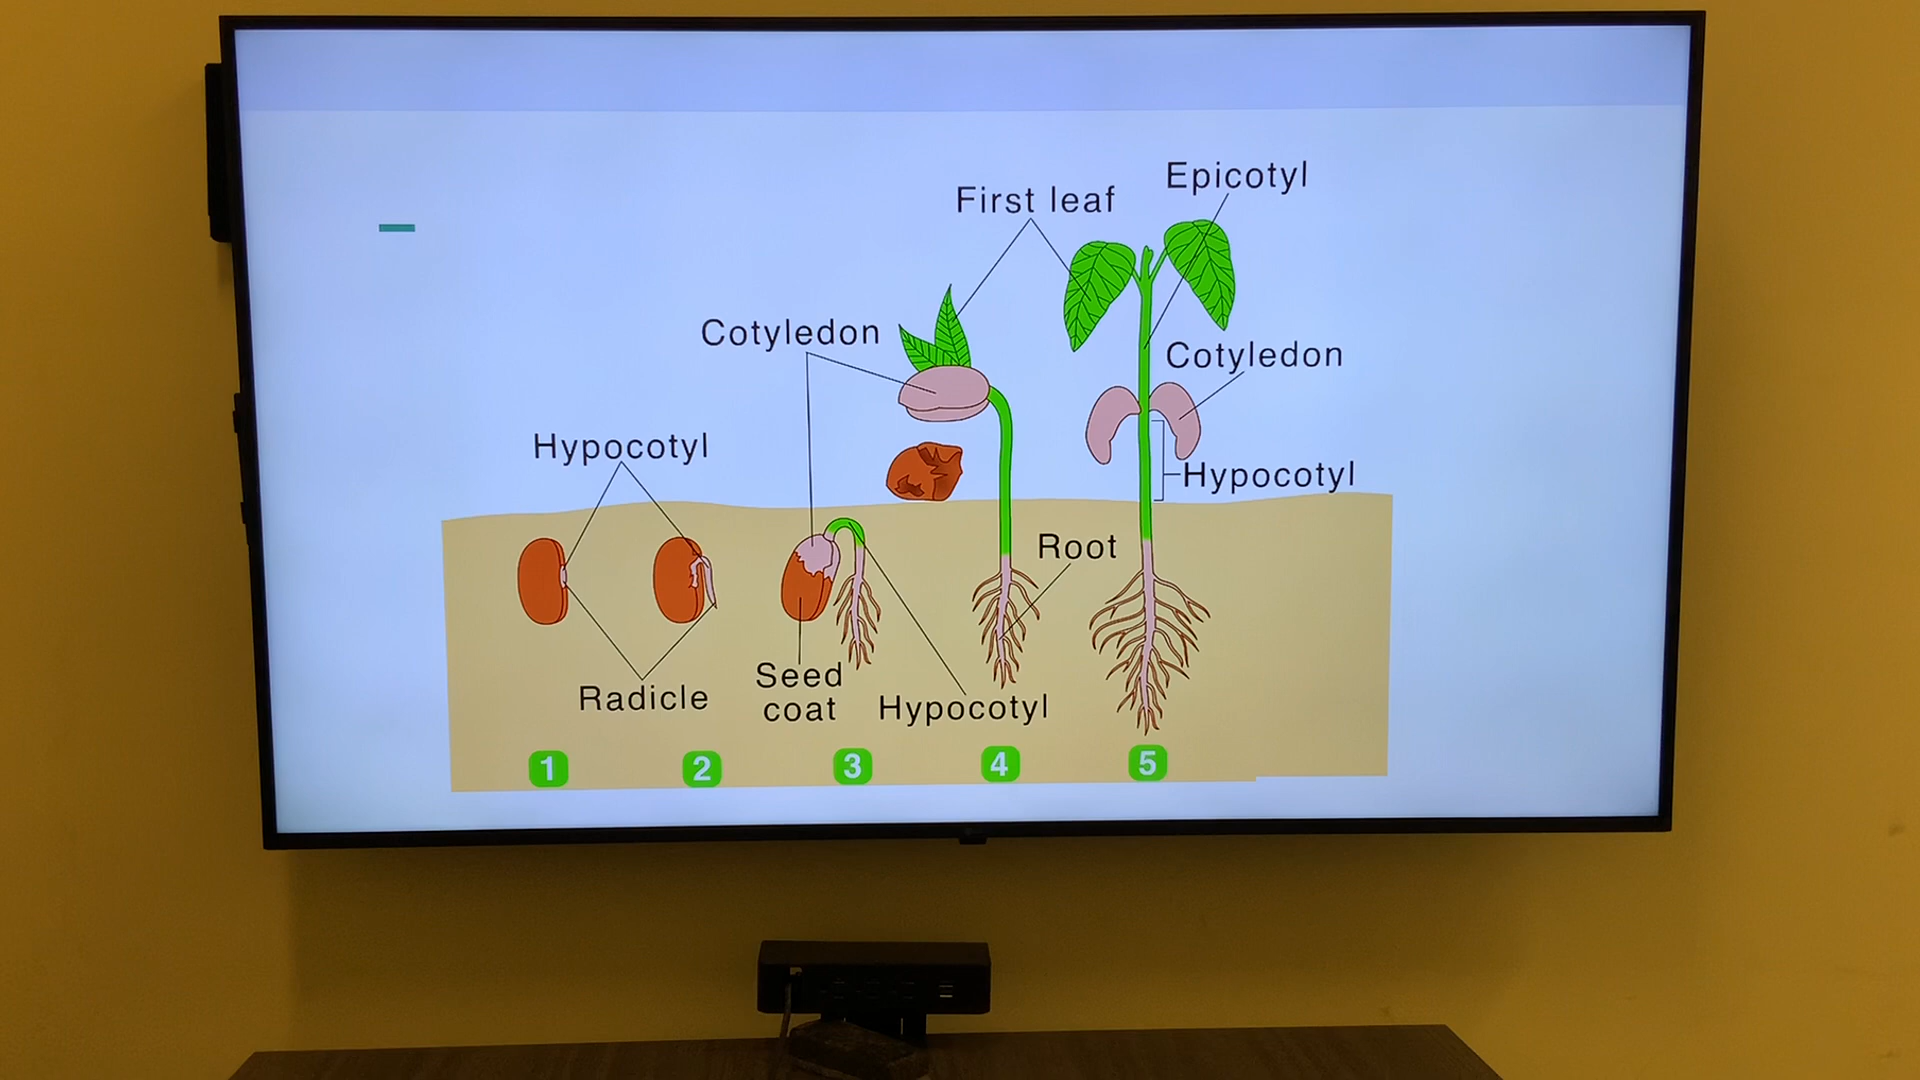 Epicotyl
First leaf
Cotyledon
Cotyledon
Hypocotyl
Hypocotyl
Root
Seed
coat
Radicle
Hypocotyl
1 2 3 4 5